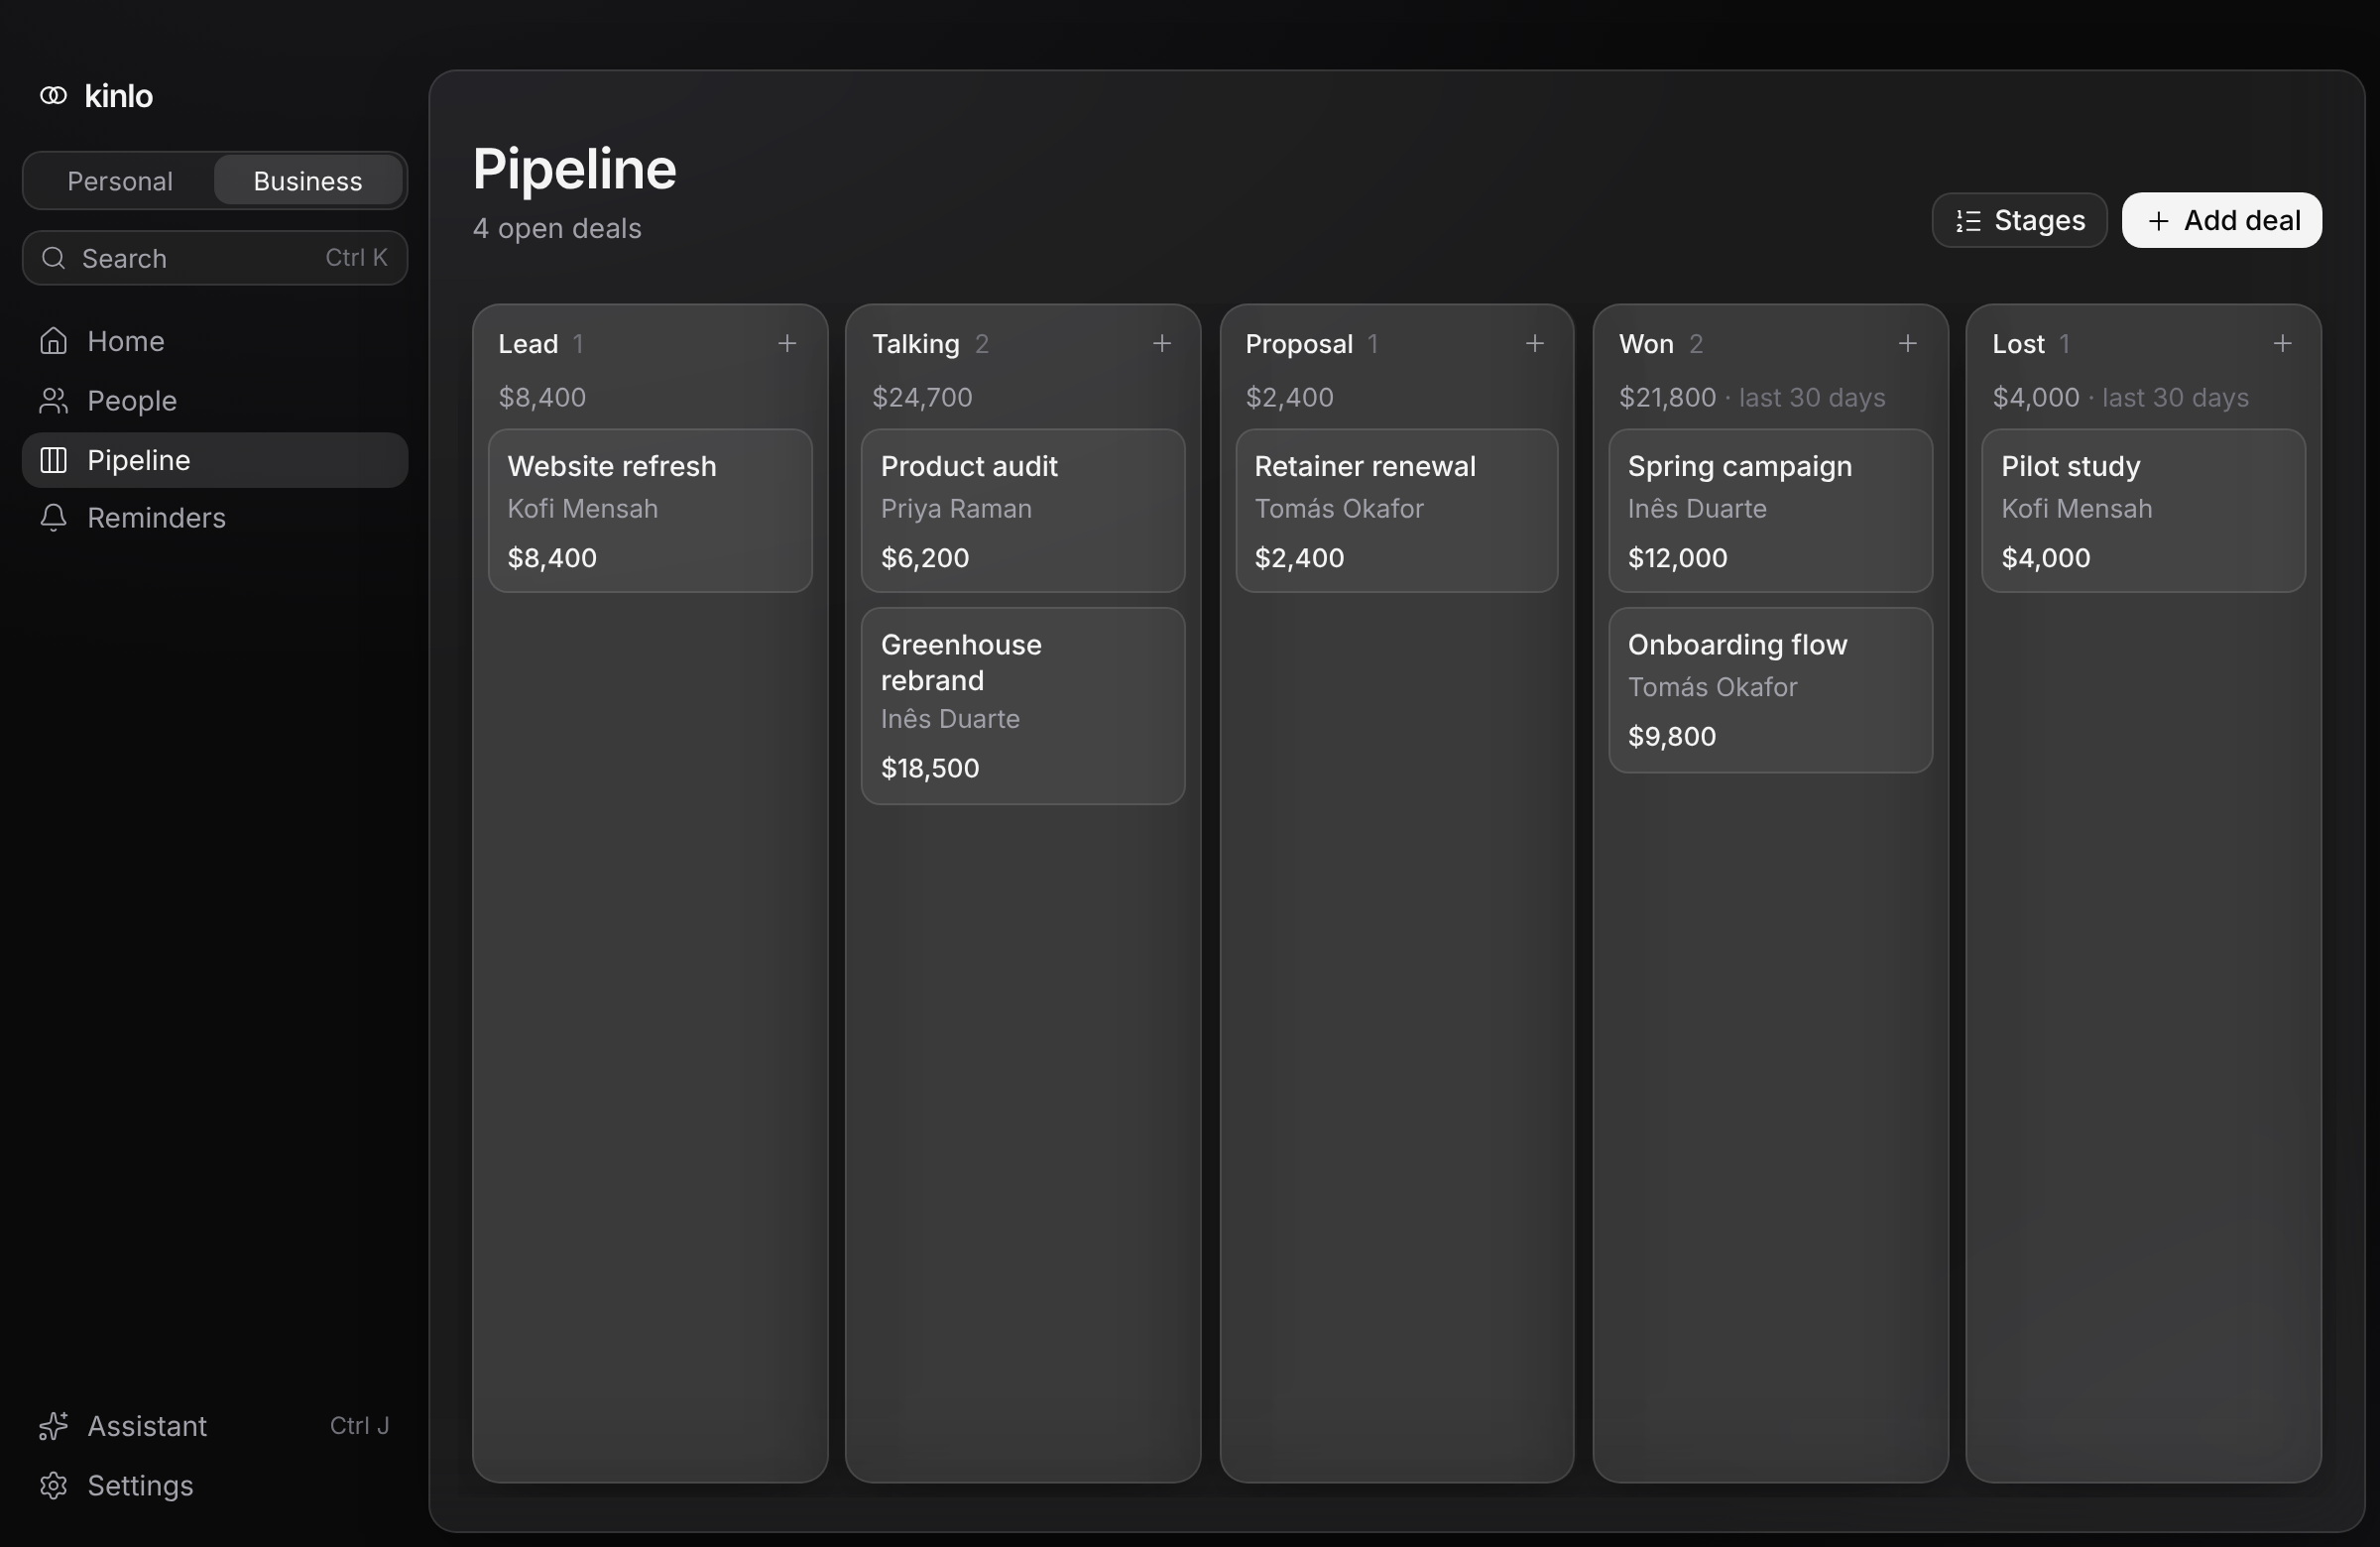 kinlo
Personal
Business
Search
Ctrl K
Home
People
Pipeline
Reminders
Assistant
Ctrl J
Settings
Pipeline
4 open deals
Stages
Add deal
Lead 1
$8,400
Website refresh
Kofi Mensah
$8,400
Talking 2
$24,700
Product audit
Priya Raman
$6,200
Greenhouse
rebrand
Inês Duarte
$18,500
Proposal 1
$2,400
Retainer renewal
Tomás Okafor
$2,400
Won 2
$21,800 · last 30 days
Spring campaign
Inês Duarte
$12,000
Onboarding flow
Tomás Okafor
$9,800
Lost 1
$4,000 · last 30 days
Pilot study
Kofi Mensah
$4,000